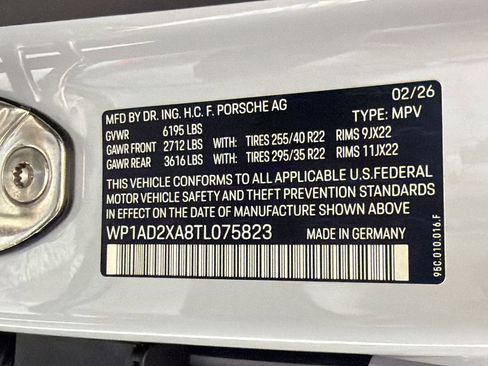 MFD BY DR. ING. H.C. F. PORSCHE AG 02/26
GVWR 6195 LBS TYPE: MPV
GAWR FRONT 2712 LBS WITH: TIRES 255/40 R22 RIMS 9JX22
GAWR REAR 3616 LBS WITH: TIRES 295/35 R22 RIMS 11JX22
THIS VEHICLE CONFORMS TO ALL APPLICABLE U.S.FEDERAL
MOTOR VEHICLE SAFETY AND THEFT PREVENTION STANDARDS
IN EFFECT ON THE DATE OF MANUFACTURE SHOWN ABOVE
WP1AD2XA8TL075823 MADE IN GERMANY
95C.010.016.F